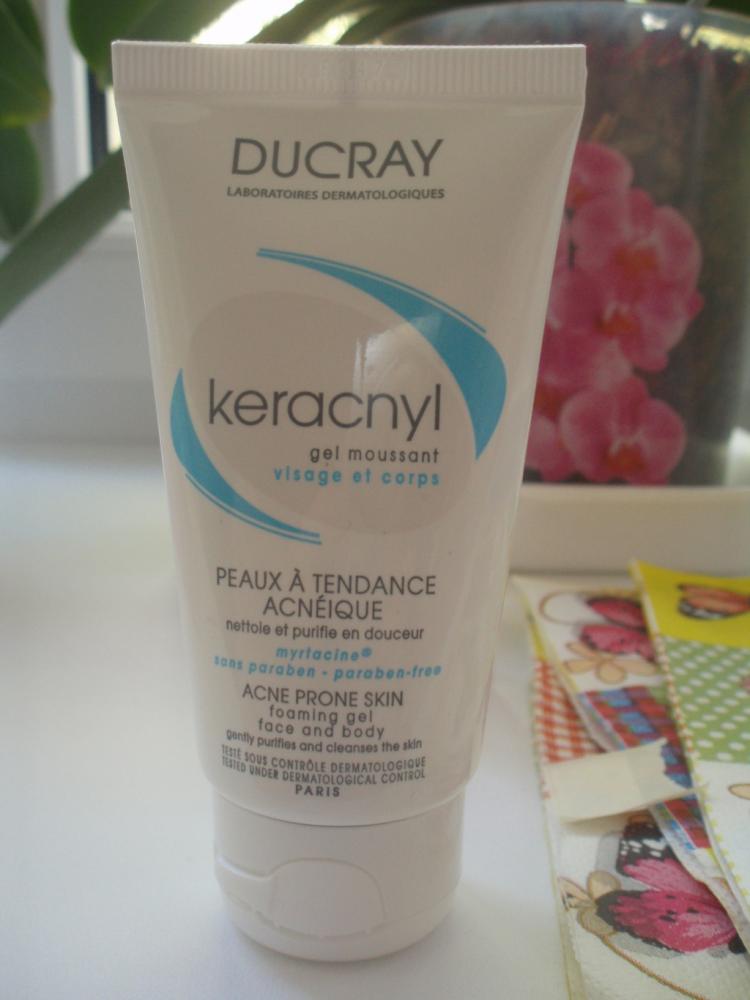 DUCRAY
LABORATOIRES DERMATOLOGIQUES
keracnyl
gel moussant
visage et corps
PEAUX À TENDANCE
ACNÉIQUE
nettoie et purifie en douceur
myrtacine®
sans paraben - paraben-free
ACNE PRONE SKIN
foaming gel
face and body
gently purifies and cleanses the skin
TESTÉ SOUS CONTRÔLE DERMATOLOGIQUE
TESTED UNDER DERMATOLOGICAL CONTROL
PARIS